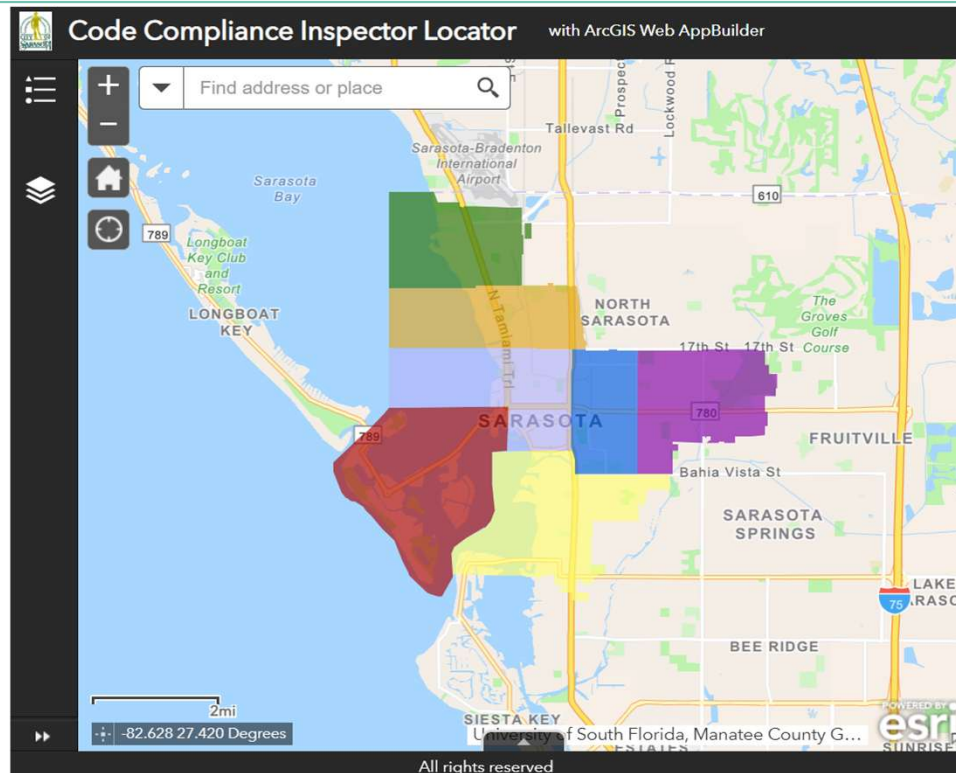 Code Compliance Inspector Locator
with ArcGIS Web AppBuilder
Find address or place
Prospect
Lockwood R
Tallevast Rd
Sarasota-Bradenton
International
Airport
Sarasota
Bay
610
789
Longboat
Key Club
and
Resort
LONGBOAT
KEY
N Tamiami Trl
NORTH
SARASOTA
The
Groves
Golf
Course
17th St
17th St
789
SARASOTA
780
FRUITVILLE
Bahia Vista St
SARASOTA
SPRINGS
LAKE
75
BEE RIDGE
2mi
-82.628 27.420 Degrees
SIESTA KEY
University of South Florida, Manatee County G...
ESTATES
POWERED BY
esri
SUNRISE
All rights reserved